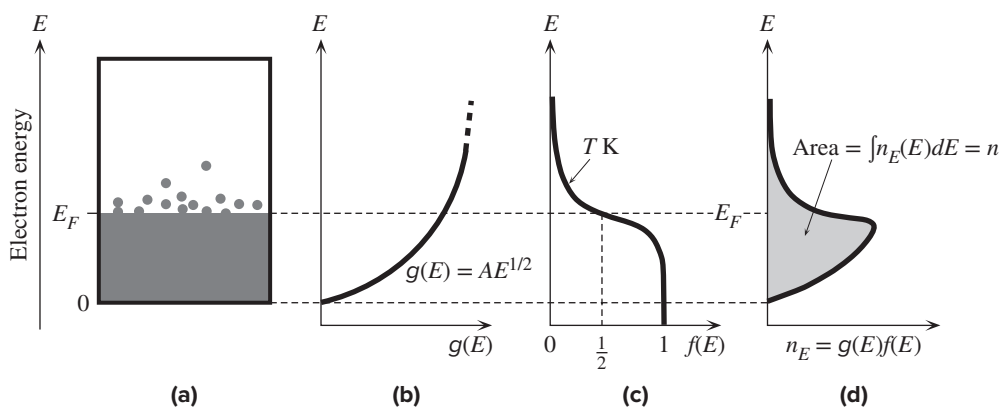 E
E
E
E
Electron energy
E_F
0
g(E) = AE^{1/2}
g(E)
T K
0
1/2
1
f(E)
E_F
Area = ∫n_E(E)dE = n
n_E = g(E)f(E)
(a)
(b)
(c)
(d)